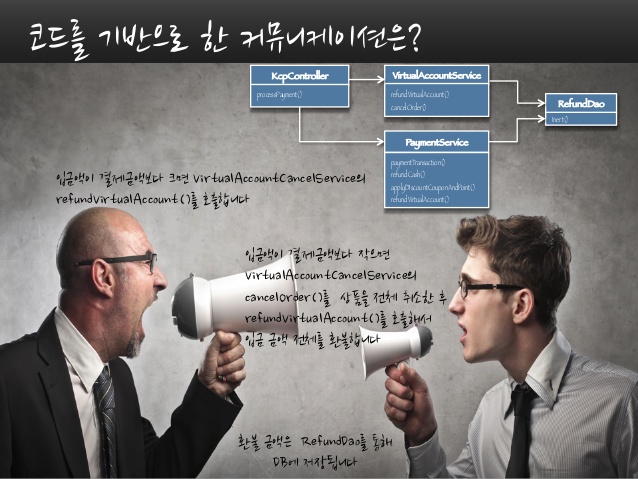 코드를 기반으로 한 커뮤니케이션은?
KcpController
processPayment()
VirtualAccountService
refundVirtualAccount()
cancelOrder()
RefundDao
Inert()
PaymentService
paymentTransaction()
refundCash()
applyDiscountCouponAndPoint()
refundVirtualAccount()
입금액이 결제금액보다 크면 VirtualAccountCancelService의
refundVirtualAccount()를 호출합니다
입금액이 결제금액보다 작으면
VirtualAccountCancelService의
cancelOrder()를 상품을 전체 취소한 후
refundVirtualAccount()를 호출해서
입금 금액 전체를 환불합니다
환불 금액은 RefundDao를 통해
DB에 저장됩니다